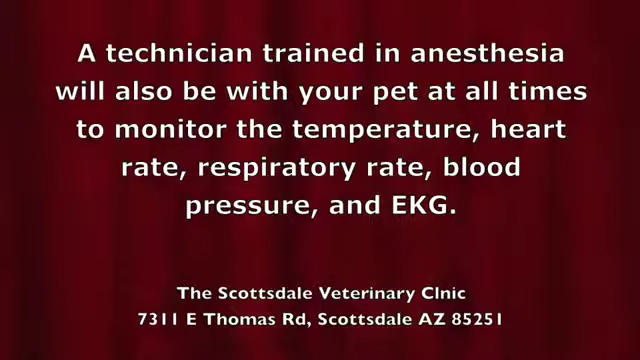 A technician trained in anesthesia
will also be with your pet at all times
to monitor the temperature, heart
rate, respiratory rate, blood
pressure, and EKG.
The Scottsdale Veterinary Clnic
7311 E Thomas Rd, Scottsdale AZ 85251